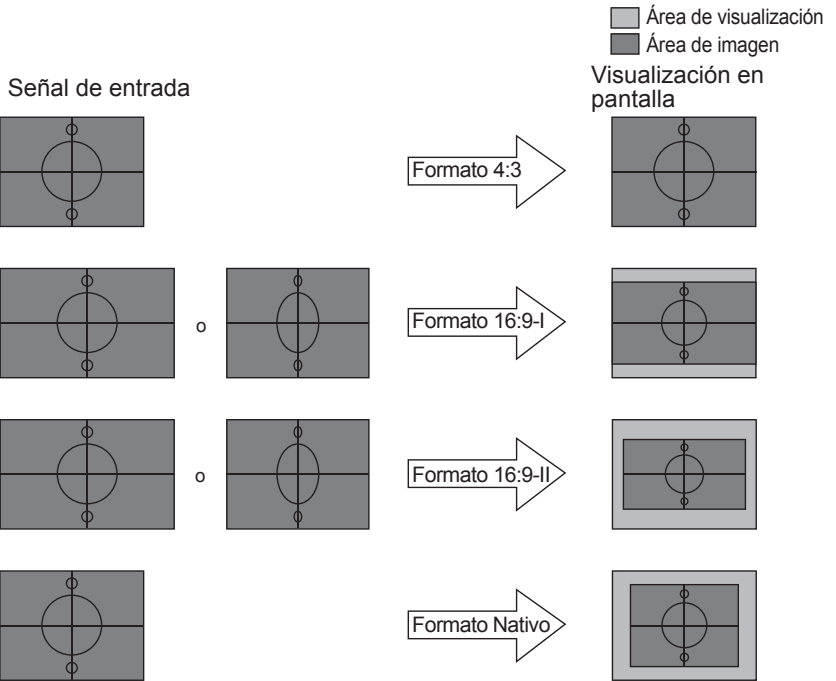 Área de visualización
Área de imagen
Señal de entrada
Visualización en
pantalla
Formato 4:3
o
Formato 16:9-I
o
Formato 16:9-II
Formato Nativo